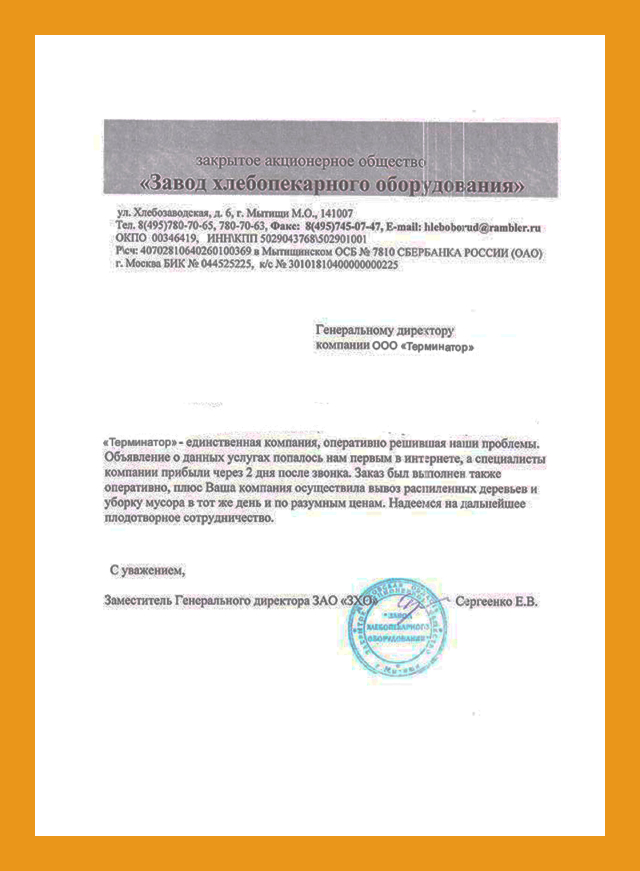 закрытое акционерное общество
«Завод хлебопекарного оборудования»
ул. Хлебозаводская, д. 6, г. Мытищи М.О., 141007
Тел. 8(495)780-70-65, 780-70-63, Факс: 8(495)745-07-47, E-mail: hleboborud@rambler.ru
ОКПО 00346419, ИНН\КПП 5029043768\502901001
Р\сч: 40702810640260100369 в Мытищинском ОСБ № 7810 СБЕРБАНКА РОССИИ (ОАО)
г. Москва БИК № 044525225, к/с № 30101810400000000225
Генеральному директору
компании ООО «Терминатор»
«Терминатор» - единственная компания, оперативно решившая наши проблемы.
Объявление о данных услугах попалось нам первым в интернете, а специалисты
компании прибыли через 2 дня после звонка. Заказ был выполнен также
оперативно, плюс Ваша компания осуществила вывоз распиленных деревьев и
уборку мусора в тот же день и по разумным ценам. Надеемся на дальнейшее
плодотворное сотрудничество.
С уважением,
Заместитель Генерального директора ЗАО «ЗХО» Сергеенко Е.В.
ЗАВОД
ХЛЕБОПЕКАРНОГО
ОБОРУДОВАНИЯ